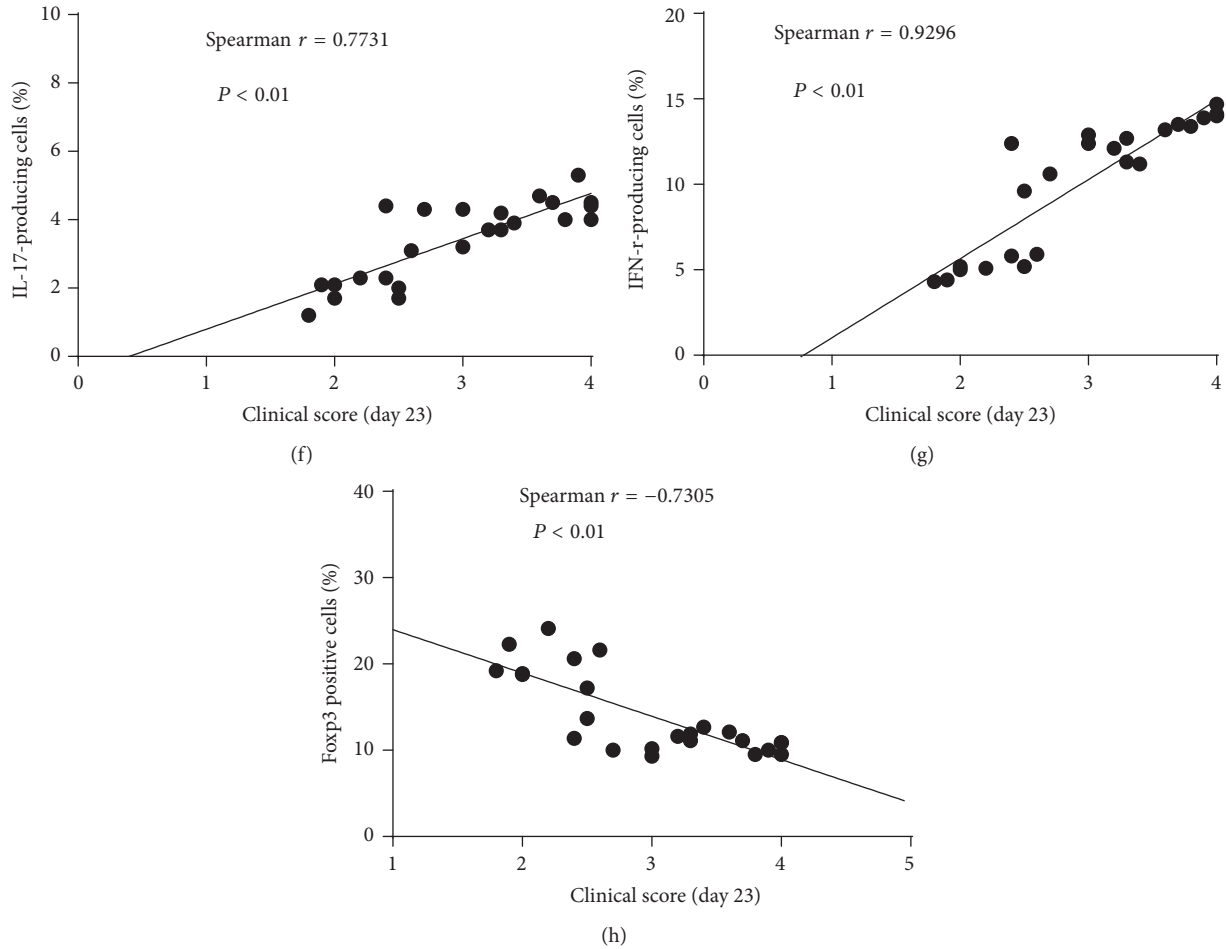 10
8
6
4
2
0
IL-17-producing cells (%)
Spearman r = 0.7731
P < 0.01
0 1 2 3 4
Clinical score (day 23)
(f)
20
15
10
5
0
IFN-r-producing cells (%)
Spearman r = 0.9296
P < 0.01
0 1 2 3 4
Clinical score (day 23)
(g)
40
30
20
10
0
Foxp3 positive cells (%)
Spearman r = −0.7305
P < 0.01
1 2 3 4 5
Clinical score (day 23)
(h)